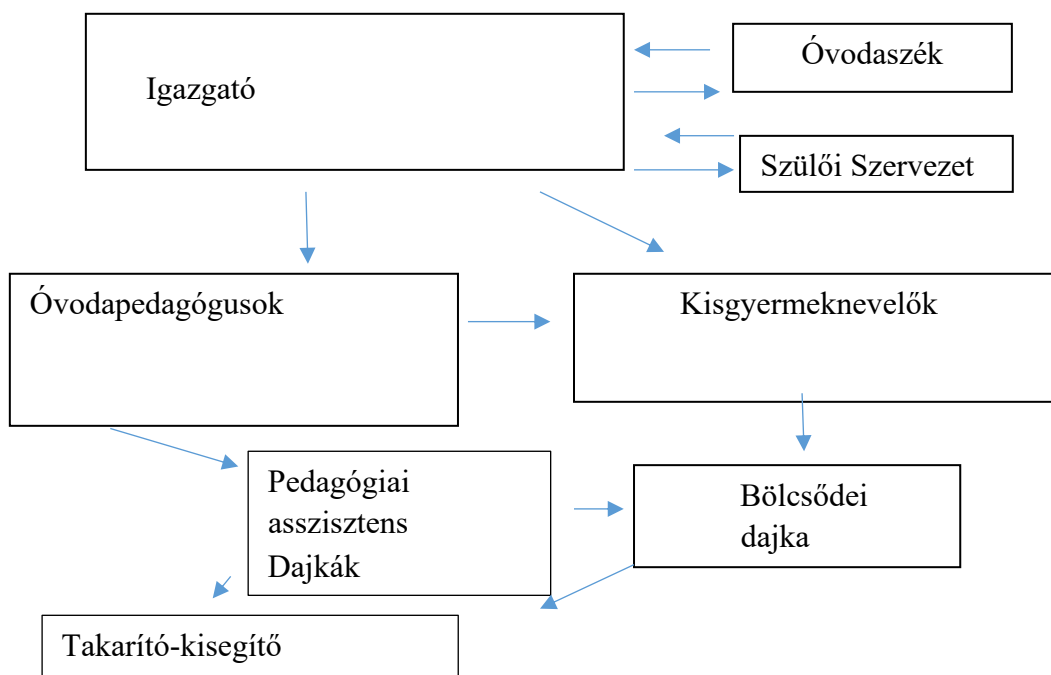 Igazgató
Óvodaszék
Szülői Szervezet
Óvodapedagógusok
Kisgyermeknevelők
Pedagógiai
asszisztens
Dajkák
Bölcsődei
dajka
Takarító-kisegítő